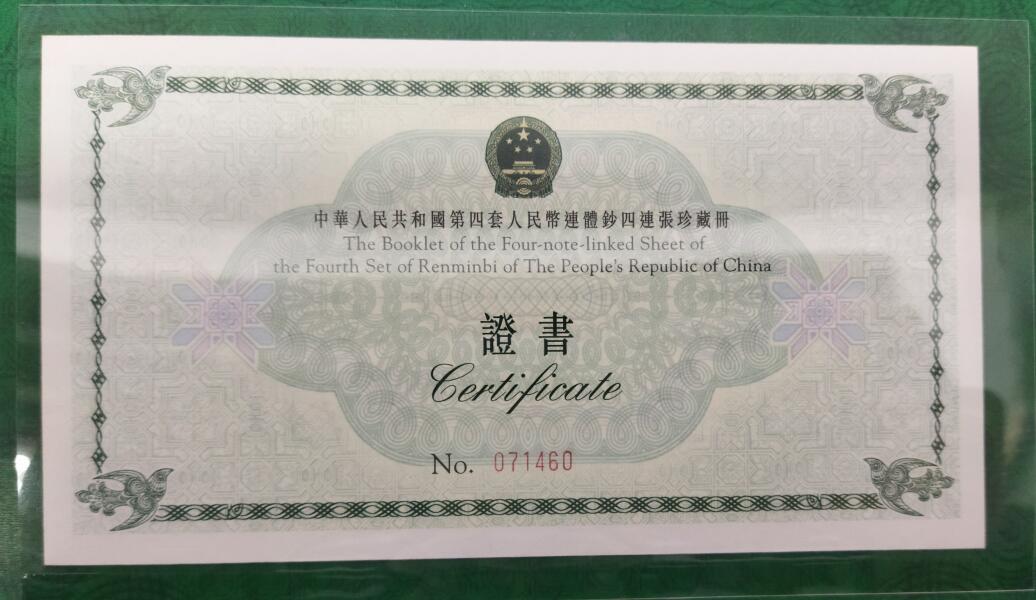 中華人民共和國第四套人民幣連體鈔四連張珍藏冊
The Booklet of the Four-note-linked Sheet of
the Fourth Set of Renminbi of The People's Republic of China
證書
Certificate
No. 071460